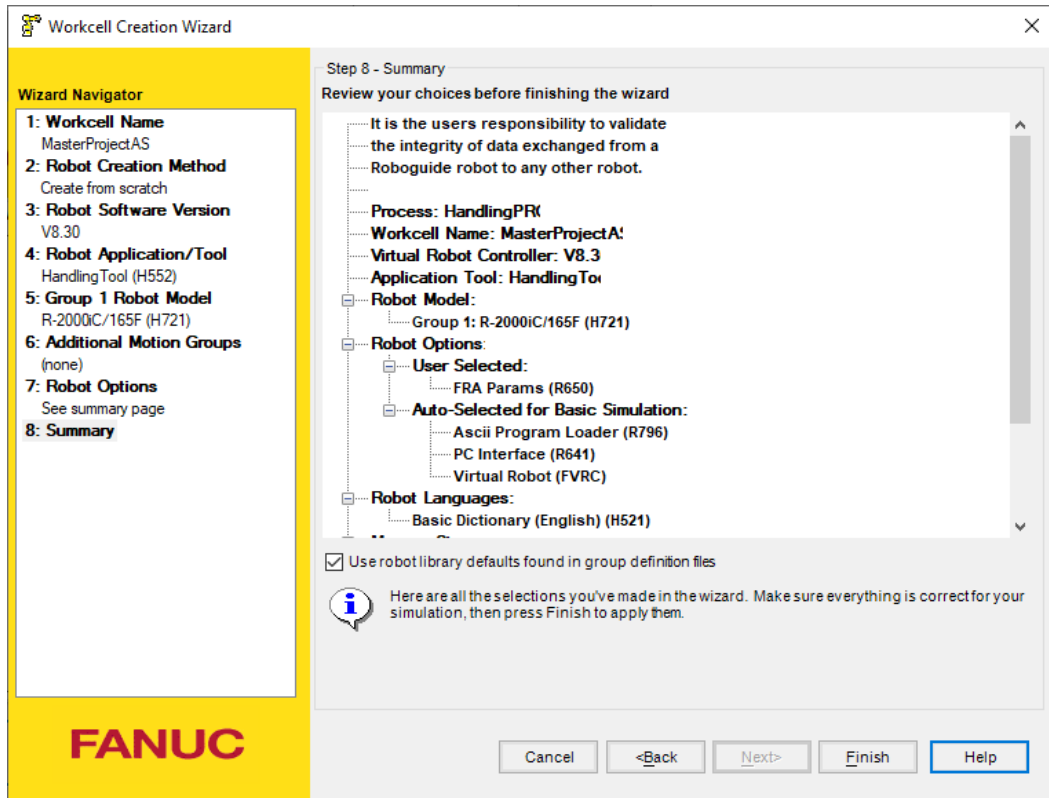 Workcell Creation Wizard
Wizard Navigator
1: Workcell Name
MasterProjectAS
2: Robot Creation Method
Create from scratch
3: Robot Software Version
V8.30
4: Robot Application/Tool
HandlingTool (H552)
5: Group 1 Robot Model
R-2000iC/165F (H721)
6: Additional Motion Groups
(none)
7: Robot Options
See summary page
8: Summary
FANUC
Step 8 - Summary
Review your choices before finishing the wizard
It is the users responsibility to validate
the integrity of data exchanged from a
Roboguide robot to any other robot.
Process: HandlingPR
Workcell Name: MasterProjectA
Virtual Robot Controller: V8.3
Application Tool: HandlingTo
Robot Model:
Group 1: R-2000iC/165F (H721)
Robot Options:
User Selected:
FRA Params (R650)
Auto-Selected for Basic Simulation:
Ascii Program Loader (R796)
PC Interface (R641)
Virtual Robot (FVRC)
Robot Languages:
Basic Dictionary (English) (H521)
Use robot library defaults found in group definition files
Here are all the selections you've made in the wizard. Make sure everything is correct for your
simulation, then press Finish to apply them.
Cancel
<Back
Next>
Finish
Help